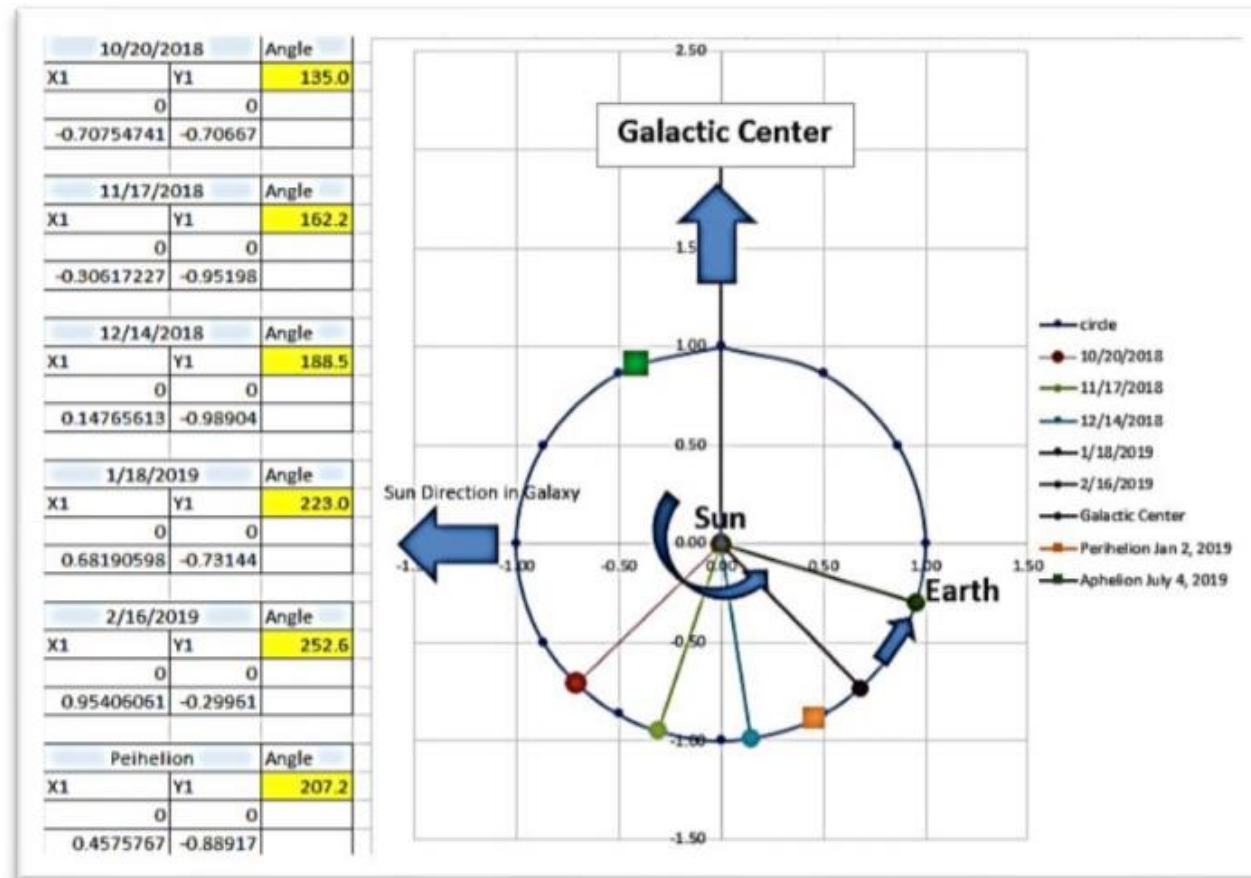 10/20/2018 Angle
X1 Y1 135.0
0 0
-0.70754741 -0.70667
11/17/2018 Angle
X1 Y1 162.2
0 0
-0.30617227 -0.95198
12/14/2018 Angle
X1 Y1 188.5
0 0
0.14765613 -0.98904
1/18/2019 Angle
X1 Y1 223.0
0 0
0.68190598 -0.73144
2/16/2019 Angle
X1 Y1 252.6
0 0
0.95406061 -0.29961
Peihelion Angle
X1 Y1 207.2
0 0
0.4575767 -0.88917
2.50
Galactic Center
1.5
1.00
0.50
Sun Direction in Galaxy
Sun
0.00
-1. -1.00 -0.50 0.00 0.50 1.00 1.50
Earth
-0.50
-1.00
-1.50
circle
10/20/2018
11/17/2018
12/14/2018
1/18/2019
2/16/2019
Galactic Center
Perihelion Jan 2, 2019
Aphelion July 4, 2019